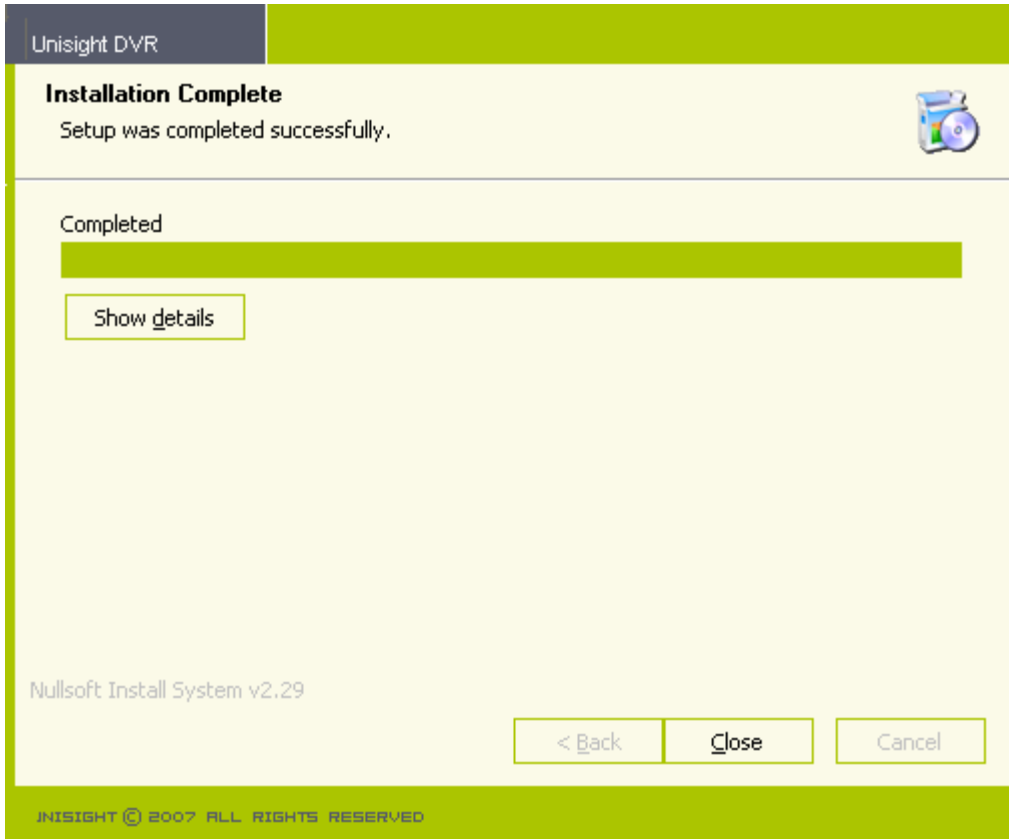 Unisight DVR
Installation Complete
Setup was completed successfully.
Completed
Show details
Nullsoft Install System v2.29
< Back
Close
Cancel
JNISIGHT © 2007 ALL RIGHTS RESERVED